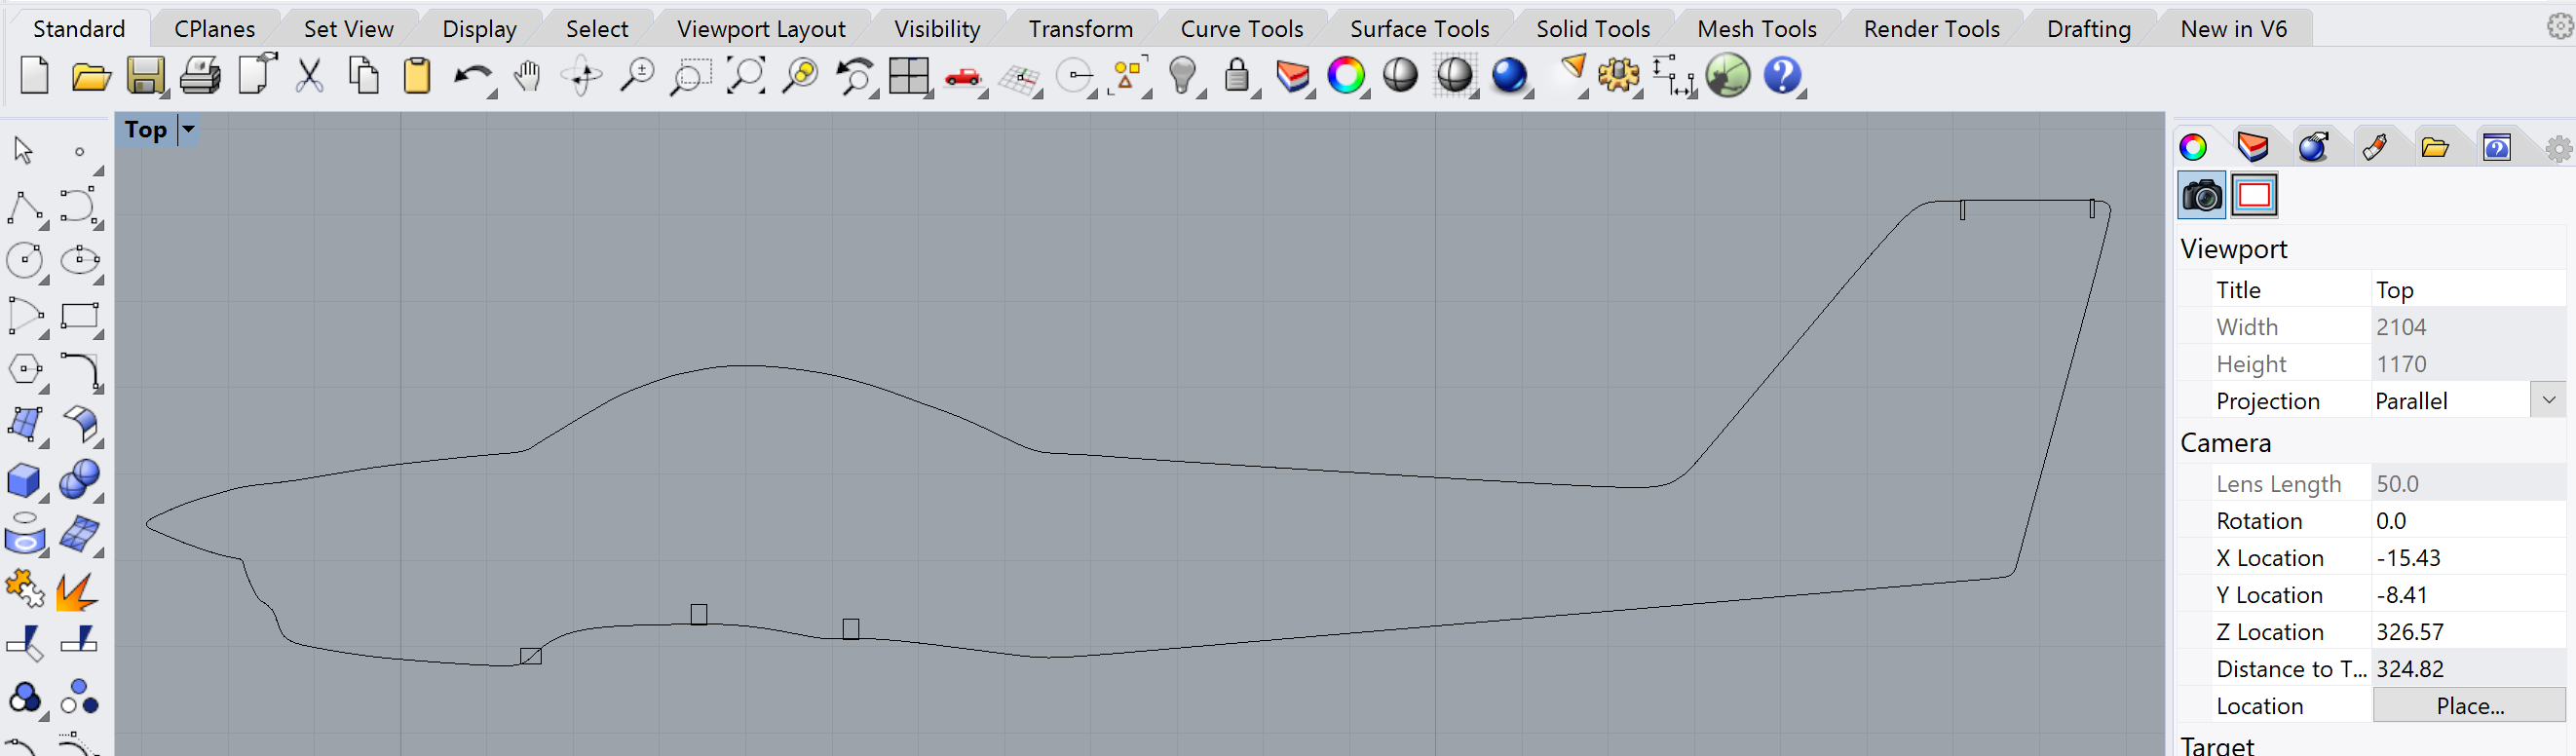 Standard CPlanes Set View Display Select Viewport Layout Visibility Transform Curve Tools Surface Tools Solid Tools Mesh Tools Render Tools Drafting New in V6
Top
Viewport
Title Top
Width 2104
Height 1170
Projection Parallel
Camera
Lens Length 50.0
Rotation 0.0
X Location -15.43
Y Location -8.41
Z Location 326.57
Distance to T... 324.82
Location Place...
Target